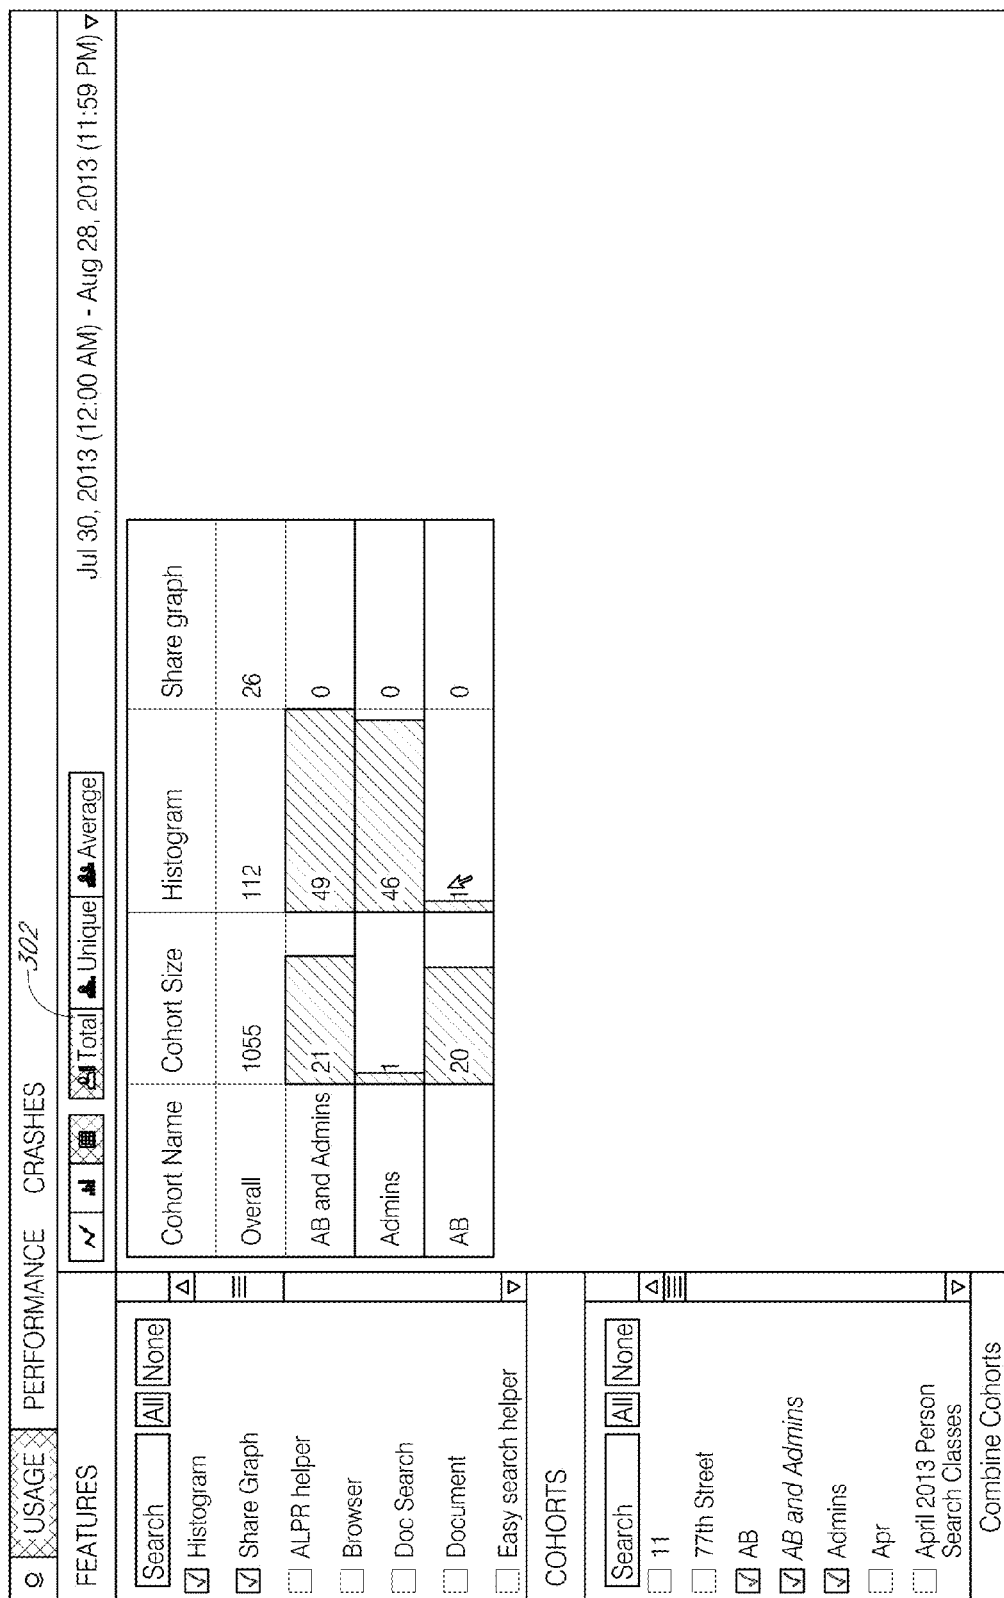 USAGE PERFORMANCE CRASHES
302
FEATURES
Total Unique Average
Jul 30, 2013 (12:00 AM) - Aug 28, 2013 (11:59 PM)
Search All None
Histogram
Share Graph
ALPR helper
Browser
Doc Search
Document
Easy search helper
COHORTS
Search All None
11
77th Street
AB
AB and Admins
Admins
Apr
April 2013 Person
Search Classes
Combine Cohorts
Cohort Name Cohort Size Histogram Share graph
Overall 1055 112 26
AB and Admins 21 49 0
Admins 1 46 0
AB 20 1 0